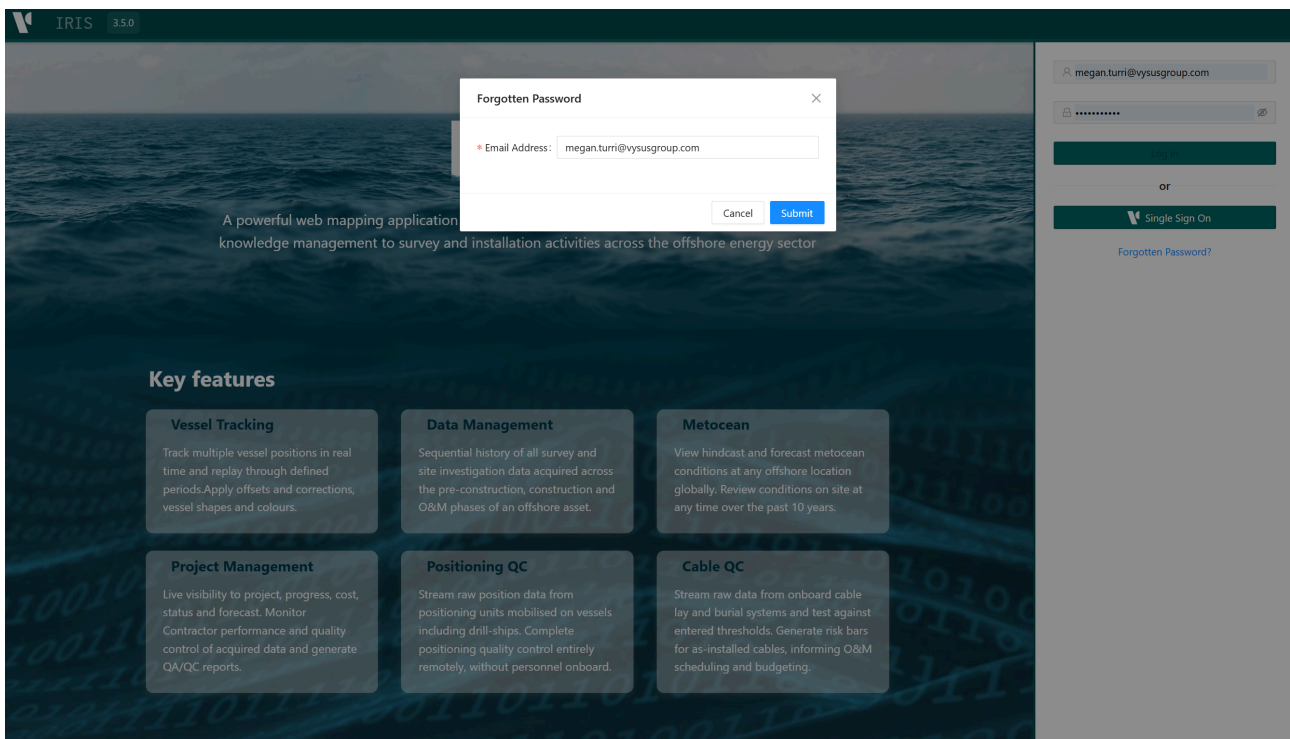 IRIS 3.5.0
Forgotten Password
* Email Address: megan.turri@vysusgroup.com
Cancel Submit
megan.turri@vysusgroup.com
•••••••••••
Log in
or
Single Sign On
Forgotten Password?
A powerful web mapping application
knowledge management to survey and installation activities across the offshore energy sector
Key features
Vessel Tracking
Track multiple vessel positions in real
time and replay through defined
periods.Apply offsets and corrections,
vessel shapes and colours.
Data Management
Sequential history of all survey and
site investigation data acquired across
the pre-construction, construction and
O&M phases of an offshore asset.
Metocean
View hindcast and forecast metocean
conditions at any offshore location
globally. Review conditions on site at
any time over the past 10 years.
Project Management
Live visibility to project, progress, cost,
status and forecast. Monitor
Contractor performance and quality
control of acquired data and generate
QA/QC reports.
Positioning QC
Stream raw position data from
positioning units mobilised on vessels
including drill-ships. Complete
positioning quality control entirely
remotely, without personnel onboard.
Cable QC
Stream raw data from onboard cable
lay and burial systems and test against
entered thresholds. Generate risk bars
for as-installed cables, informing O&M
scheduling and budgeting.